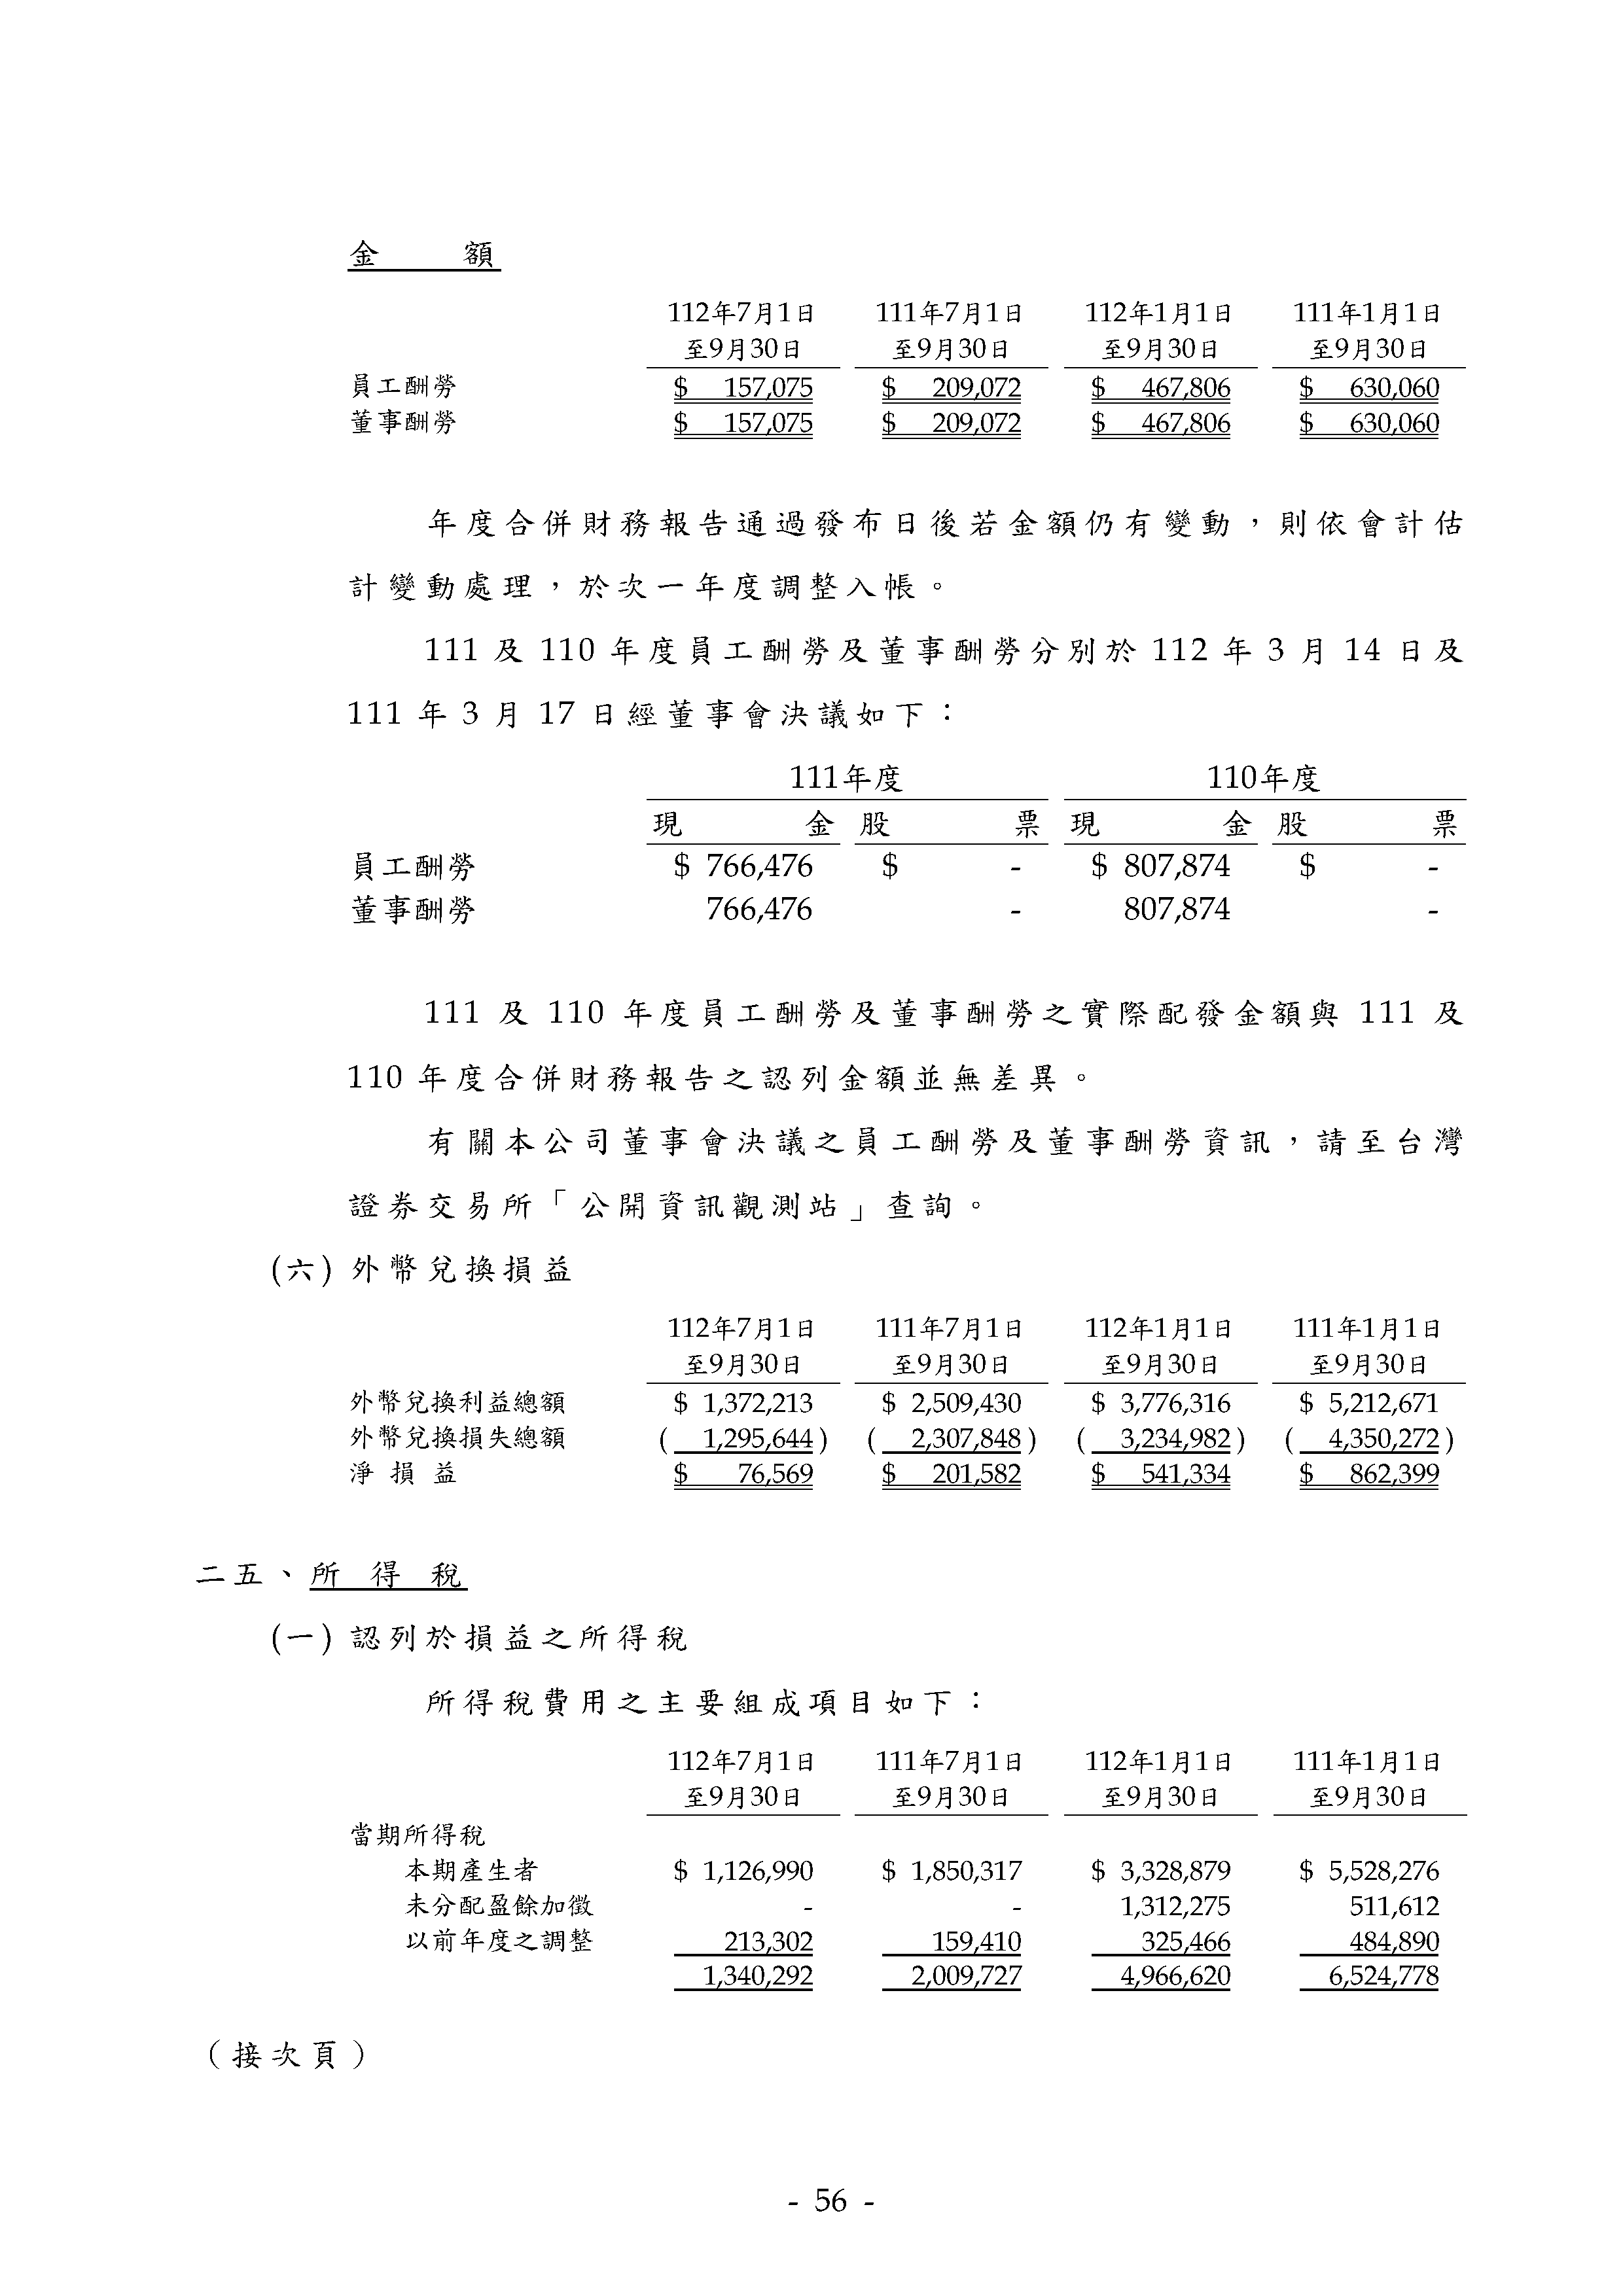 金　　額
112年7月1日 111年7月1日 112年1月1日 111年1月1日
至9月30日 至9月30日 至9月30日 至9月30日
員工酬勞 $ 157,075 $ 209,072 $ 467,806 $ 630,060
董事酬勞 $ 157,075 $ 209,072 $ 467,806 $ 630,060
年度合併財務報告通過發布日後若金額仍有變動，則依會計估
計變動處理，於次一年度調整入帳。
111 及 110 年度員工酬勞及董事酬勞分別於 112 年 3 月 14 日及
111 年 3 月 17 日經董事會決議如下：
111年度 110年度
現　　金 股　　票 現　　金 股　　票
員工酬勞 $ 766,476 $ - $ 807,874 $ -
董事酬勞 766,476 - 807,874 -
111 及 110 年度員工酬勞及董事酬勞之實際配發金額與 111 及
110 年度合併財務報告之認列金額並無差異。
有關本公司董事會決議之員工酬勞及董事酬勞資訊，請至台灣
證券交易所「公開資訊觀測站」查詢。
(六) 外幣兌換損益
112年7月1日 111年7月1日 112年1月1日 111年1月1日
至9月30日 至9月30日 至9月30日 至9月30日
外幣兌換利益總額 $ 1,372,213 $ 2,509,430 $ 3,776,316 $ 5,212,671
外幣兌換損失總額 ( 1,295,644 ) ( 2,307,848 ) ( 3,234,982 ) ( 4,350,272 )
淨 損 益 $ 76,569 $ 201,582 $ 541,334 $ 862,399
二五、所 得 稅
(一) 認列於損益之所得稅
所得稅費用之主要組成項目如下：
112年7月1日 111年7月1日 112年1月1日 111年1月1日
至9月30日 至9月30日 至9月30日 至9月30日
當期所得稅
本期產生者 $ 1,126,990 $ 1,850,317 $ 3,328,879 $ 5,528,276
未分配盈餘加徵 - - 1,312,275 511,612
以前年度之調整 213,302 159,410 325,466 484,890
1,340,292 2,009,727 4,966,620 6,524,778
（接次頁）
- 56 -